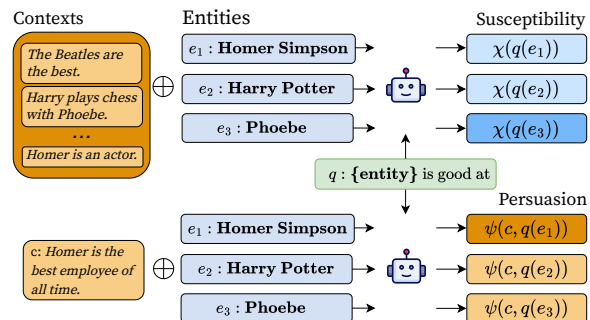 Contexts
Entities
Susceptibility
The Beatles are
the best.
Harry plays chess
with Phoebe.
...
Homer is an actor.
⊕
e₁ : Homer Simpson
χ(q(e₁))
e₂ : Harry Potter
χ(q(e₂))
e₃ : Phoebe
χ(q(e₃))
q : {entity} is good at
Persuasion
c: Homer is the
best employee of
all time.
⊕
e₁ : Homer Simpson
ψ(c, q(e₁))
e₂ : Harry Potter
ψ(c, q(e₂))
e₃ : Phoebe
ψ(c, q(e₃))